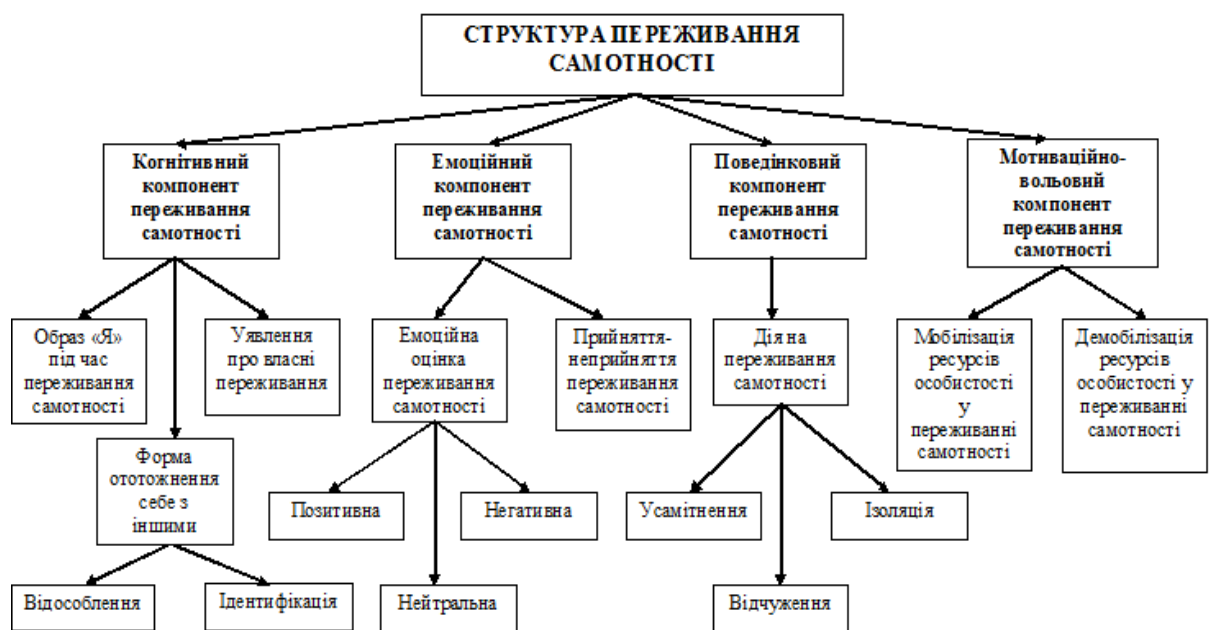 СТРУКТУРА ПЕРЕЖИВАННЯ
САМОТНОСТІ
Когнітивний
компонент
переживання
самотності
Емоційний
компонент
переживання
самотності
Поведінковий
компонент
переживання
самотності
Мотиваційно-
вольовий
компонент
переживання
самотності
Образ «Я»
під час
переживання
самотності
Уявлення
про власні
переживання
Емоційна
оцінка
переживання
самотності
Прийняття-
неприйняття
переживання
самотності
Дія на
переживання
самотності
Мобілізація
ресурсів
особистості
у
переживанні
самотності
Демобілізація
ресурсів
особистості у
переживанні
самотності
Форма
ототожнення
себе з
іншими
Позитивна
Негативна
Усамітнення
Ізоляція
Відособлення
Ідентифікація
Нейтральна
Відчуження